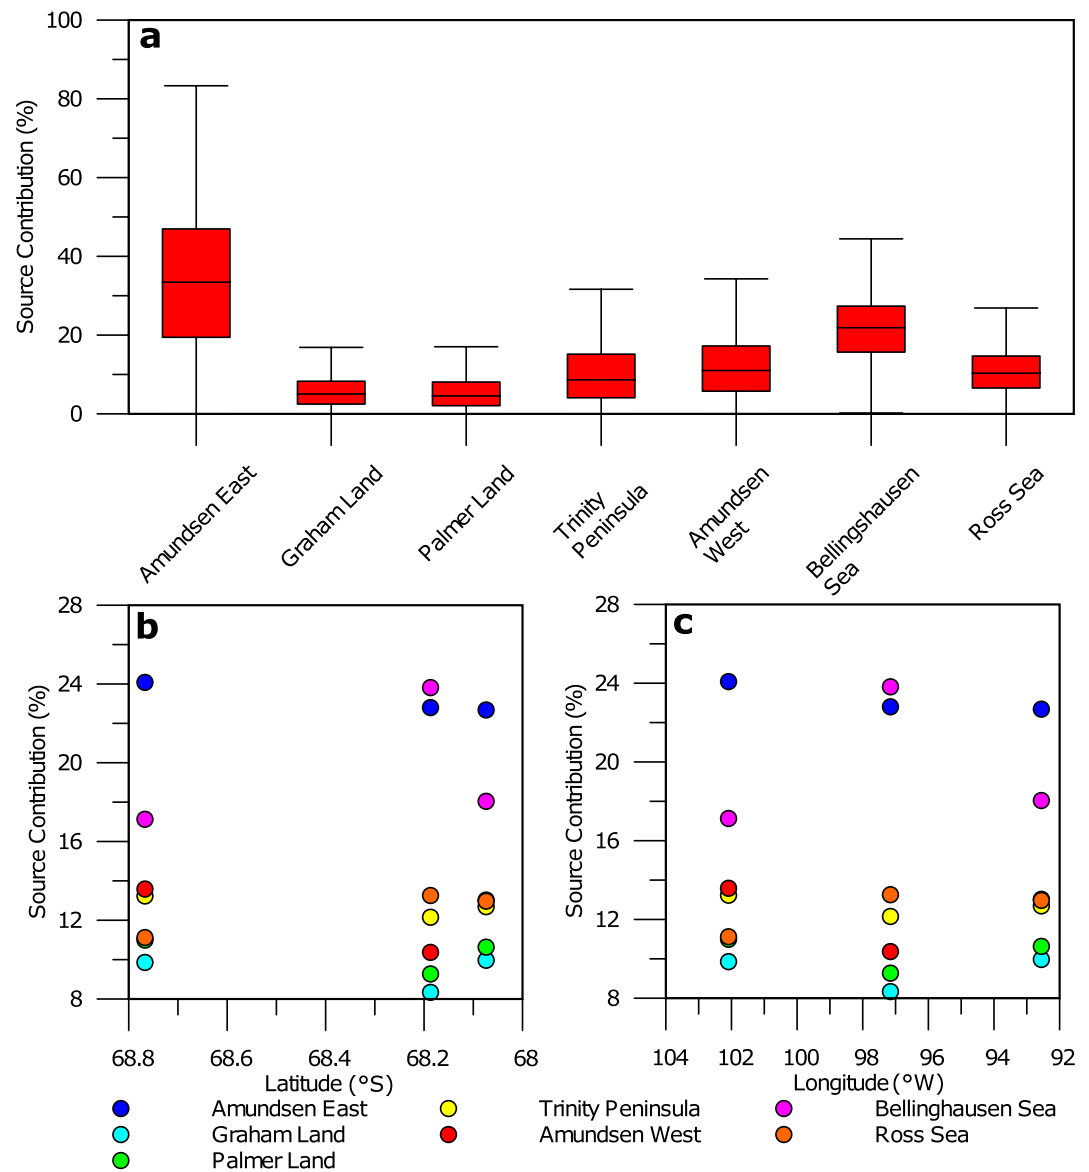 a
Source Contribution (%)
100
80
60
40
20
0
Amundsen East
Graham Land
Palmer Land
Trinity
Peninsula
Amundsen
West
Bellingshausen
Sea
Ross Sea
b
Source Contribution (%)
28
24
20
16
12
8
68.8 68.6 68.4 68.2 68
Latitude (°S)
c
Source Contribution (%)
28
24
20
16
12
8
104 102 100 98 96 94 92
Longitude (°W)
Amundsen East Trinity Peninsula Bellinghausen Sea
Graham Land Amundsen West Ross Sea
Palmer Land